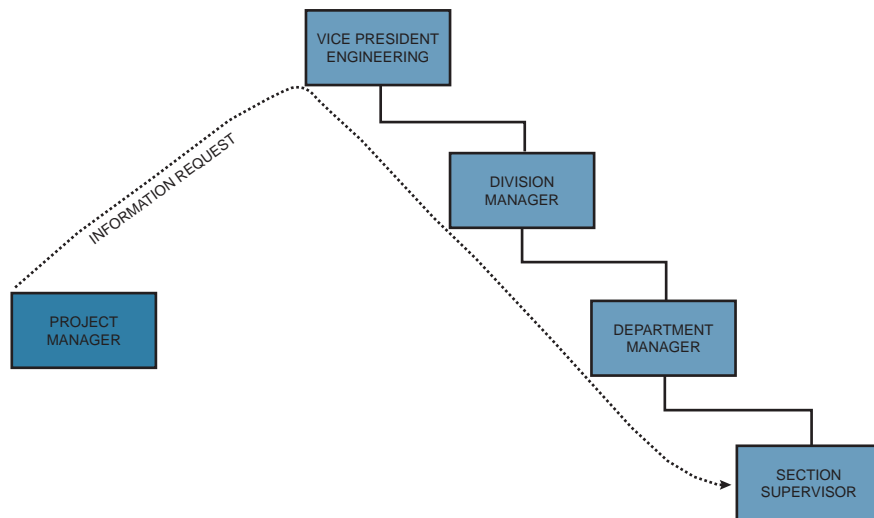 VICE PRESIDENT
ENGINEERING
INFORMATION REQUEST
DIVISION
MANAGER
PROJECT
MANAGER
DEPARTMENT
MANAGER
SECTION
SUPERVISOR